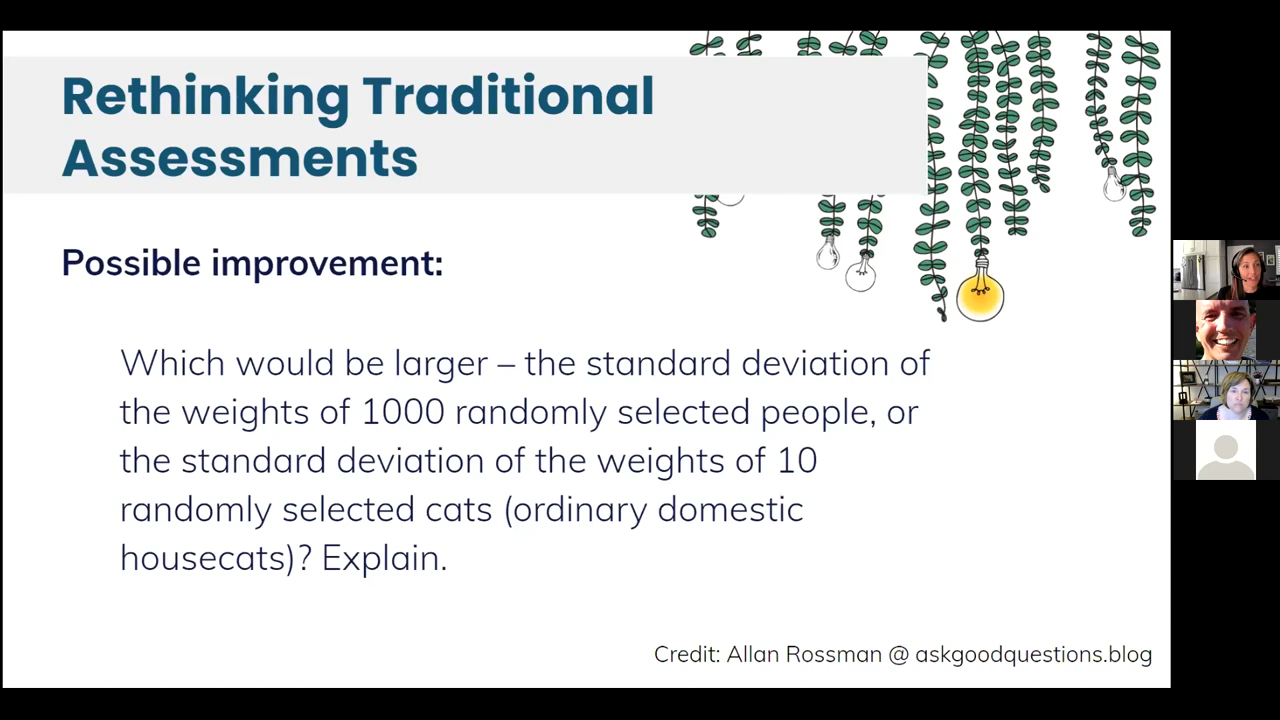 Rethinking Traditional
Assessments
Possible improvement:
Which would be larger – the standard deviation of
the weights of 1000 randomly selected people, or
the standard deviation of the weights of 10
randomly selected cats (ordinary domestic
housecats)? Explain.
Credit: Allan Rossman @ askgoodquestions.blog